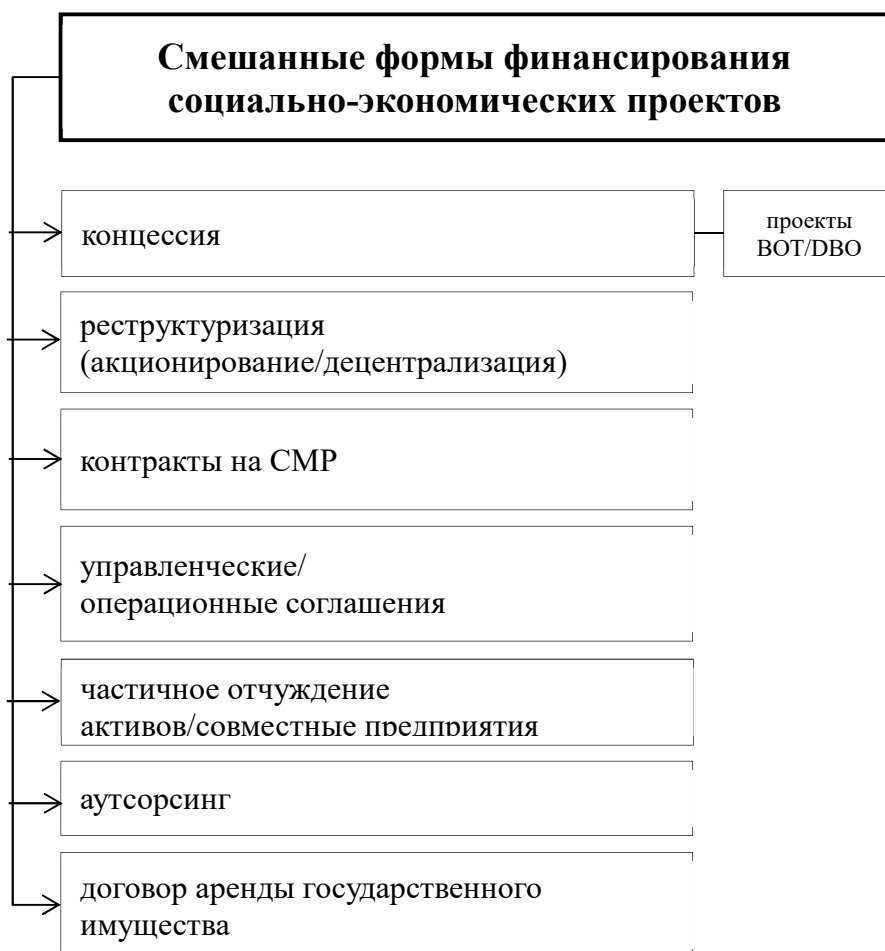 Смешанные формы финансирования
социально-экономических проектов
концессия
проекты
BOT/DBO
реструктуризация
(акционирование/децентрализация)
контракты на СМР
управленческие/
операционные соглашения
частичное отчуждение
активов/совместные предприятия
аутсорсинг
договор аренды государственного
имущества